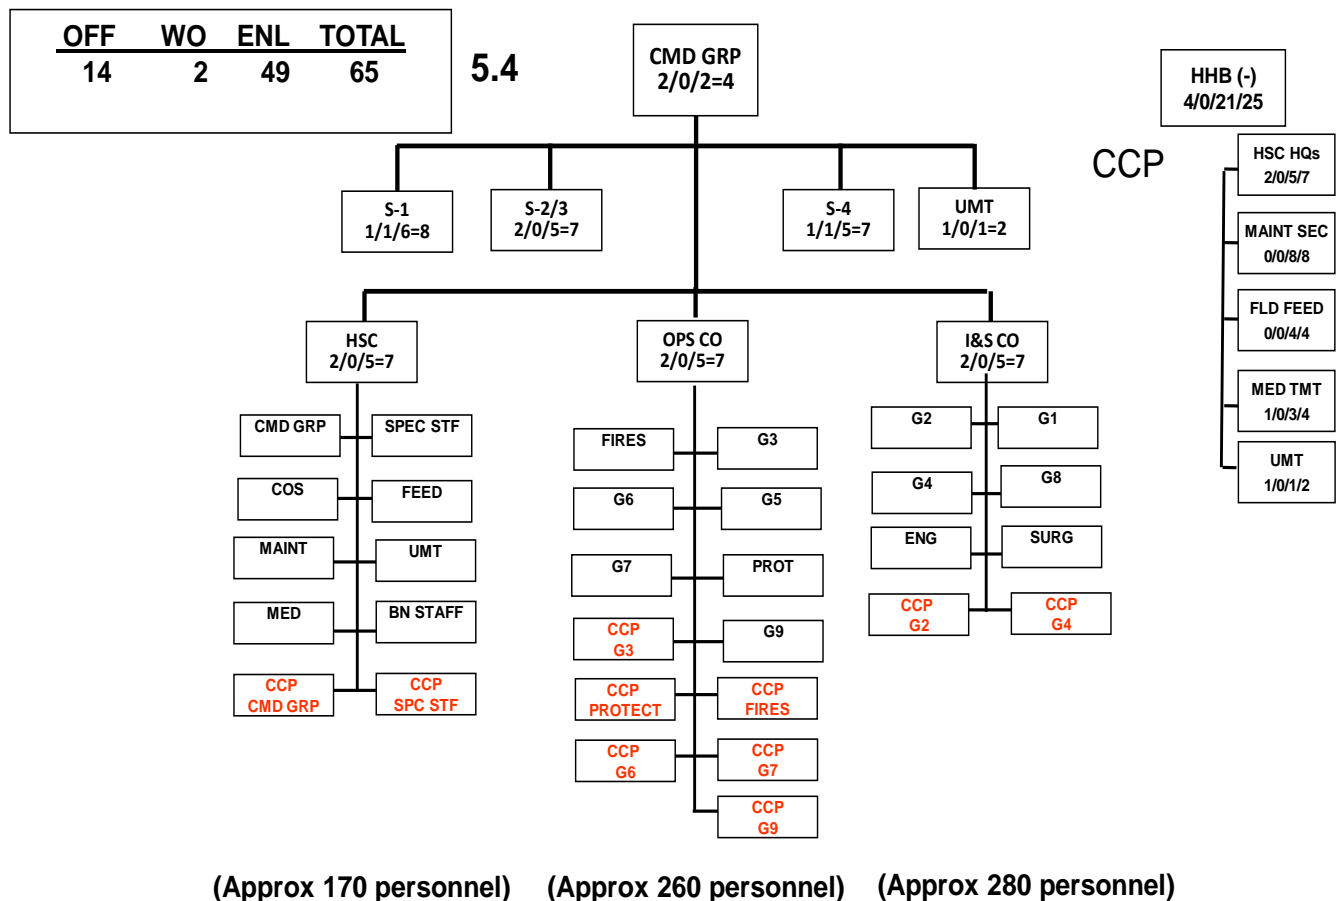 OFF WO ENL TOTAL
14 2 49 65
5.4
CMD GRP
2/0/2=4
HHB (-)
4/0/21/25
CCP
HSC HQs
2/0/5/7
MAINT SEC
0/0/8/8
FLD FEED
0/0/4/4
MED TMT
1/0/3/4
UMT
1/0/1/2
S-1
1/1/6=8
S-2/3
2/0/5=7
S-4
1/1/5=7
UMT
1/0/1=2
HSC
2/0/5=7
OPS CO
2/0/5=7
I&S CO
2/0/5=7
CMD GRP
SPEC STF
COS
FEED
MAINT
UMT
MED
BN STAFF
CCP
CMD GRP
CCP
SPC STF
FIRES
G3
G6
G5
G7
PROT
CCP
G3
G9
CCP
PROTECT
CCP
FIRES
CCP
G6
CCP
G7
CCP
G9
G2
G1
G4
G8
ENG
SURG
CCP
G2
CCP
G4
(Approx 170 personnel)
(Approx 260 personnel)
(Approx 280 personnel)